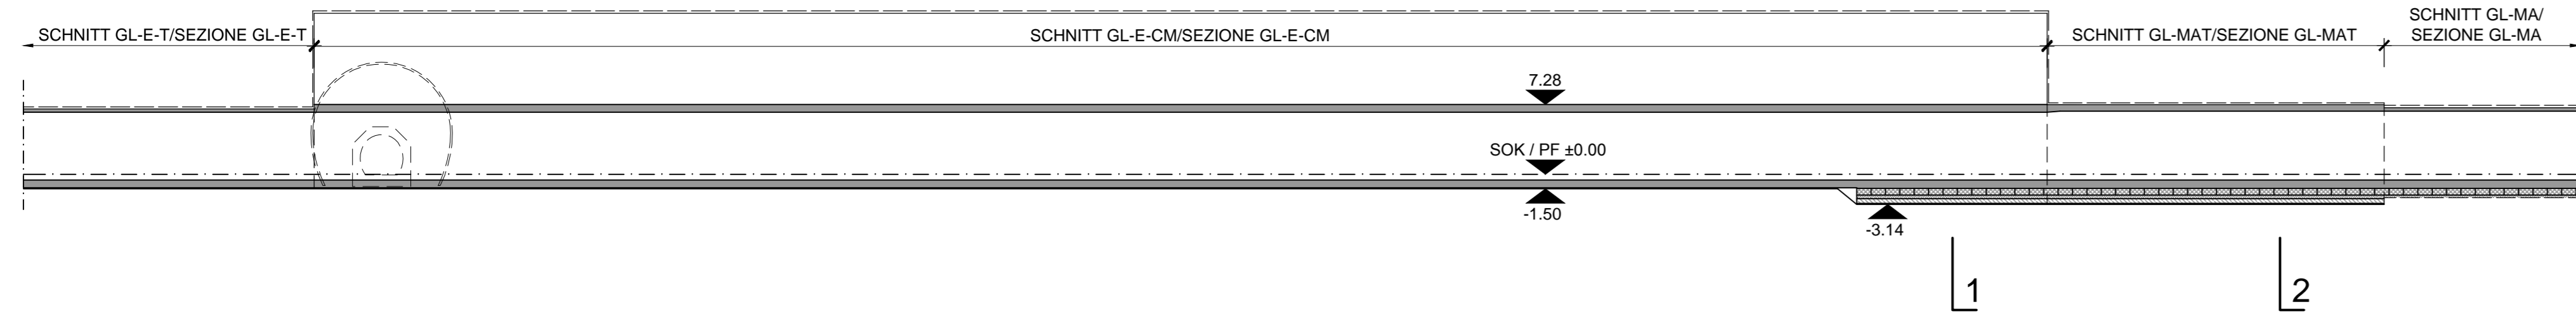 SCHNITT GL-E-T/SEZIONE GL-E-T
SCHNITT GL-E-CM/SEZIONE GL-E-CM
SCHNITT GL-MAT/SEZIONE GL-MAT
SCHNITT GL-MA/
SEZIONE GL-MA
7.28
SOK / PF ±0.00
-1.50
-3.14
1
2